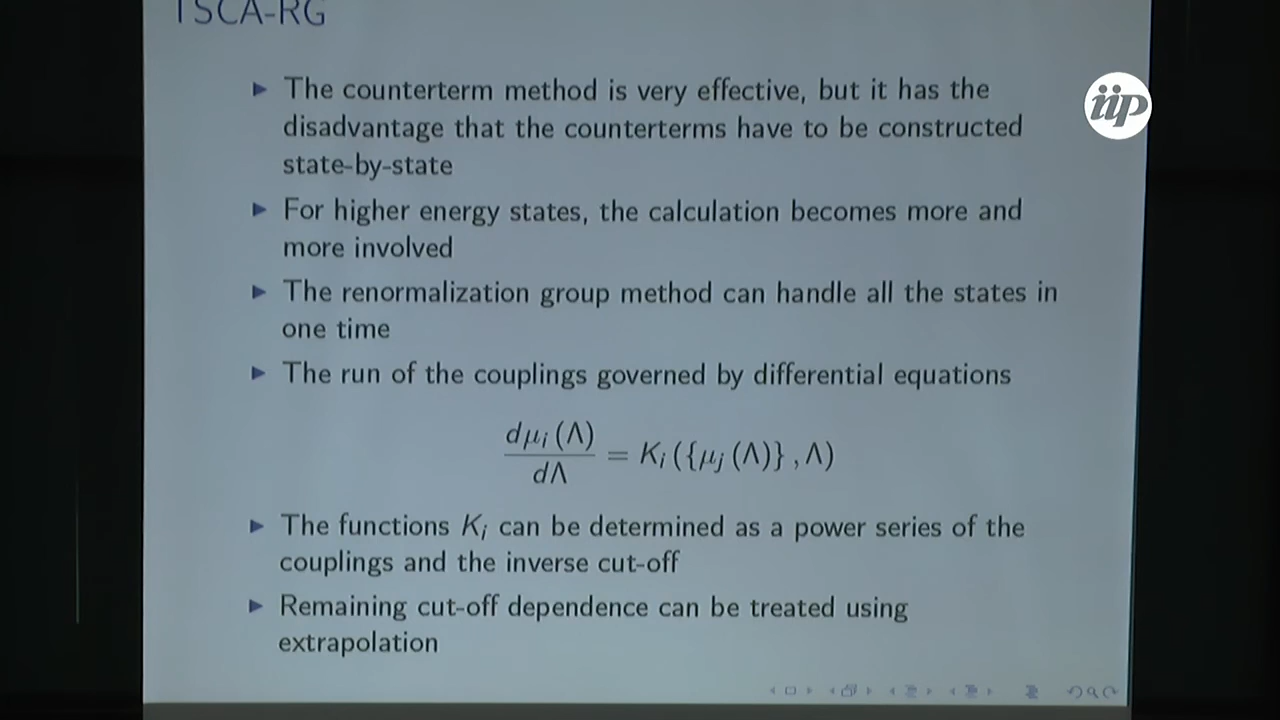 TSCA-RG
iip
The counterterm method is very effective, but it has the
disadvantage that the counterterms have to be constructed
state-by-state
For higher energy states, the calculation becomes more and
more involved
The renormalization group method can handle all the states in
one time
The run of the couplings governed by differential equations
dμᵢ(Λ)
dΛ
= Kᵢ({μⱼ(Λ)}, Λ)
The functions Kᵢ can be determined as a power series of the
couplings and the inverse cut-off
Remaining cut-off dependence can be treated using
extrapolation